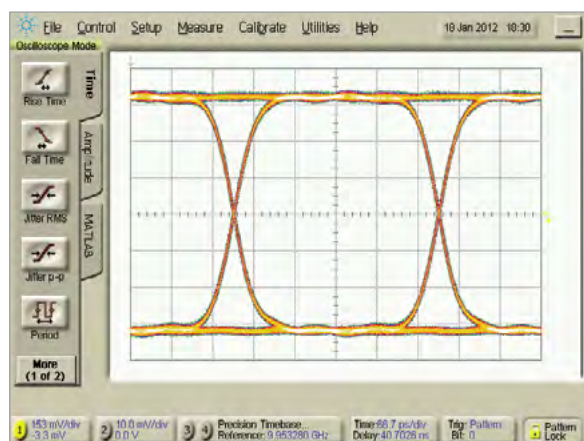 File Control Setup Measure Calibrate Utilities Help 18 Jan 2012 18:30
Oscilloscope Mode
Time
Rise Time
Amplitude
Fall Time
Jitter RMS
MATLAB
Jitter p-p
Period
More
(1 of 2)
1 153 mV/div
-3.3 mV
2 10.0 mV/div
0.0 V
3 4 Precision Timebase...
Reference: 9.953280 GHz
Time:66.7 ps/div
Delay:40.7026 ns
Trig: Pattern
Bit: 0
Pattern
Lock